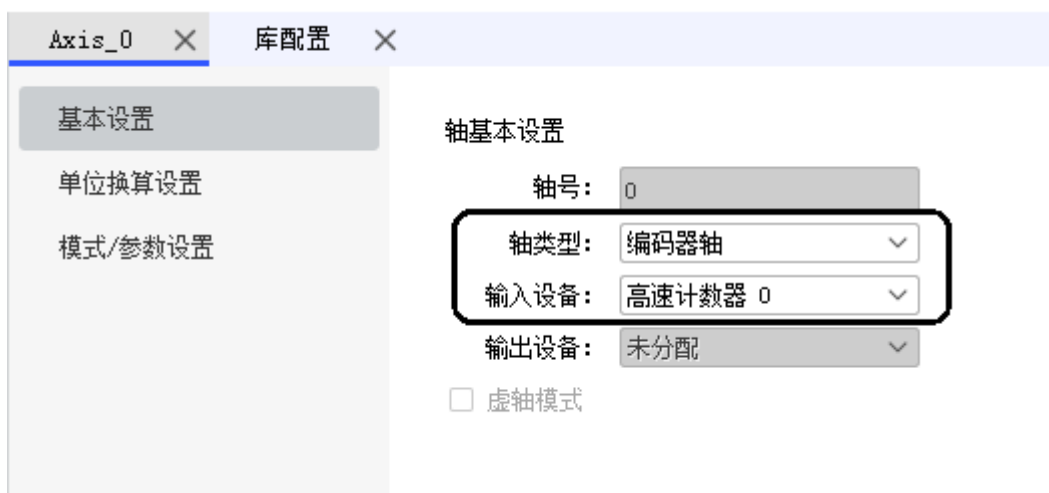 Axis_0 库配置
基本设置
单位换算设置
模式/参数设置
轴基本设置
轴号: 0
轴类型: 编码器轴
输入设备: 高速计数器 0
输出设备: 未分配
虚轴模式